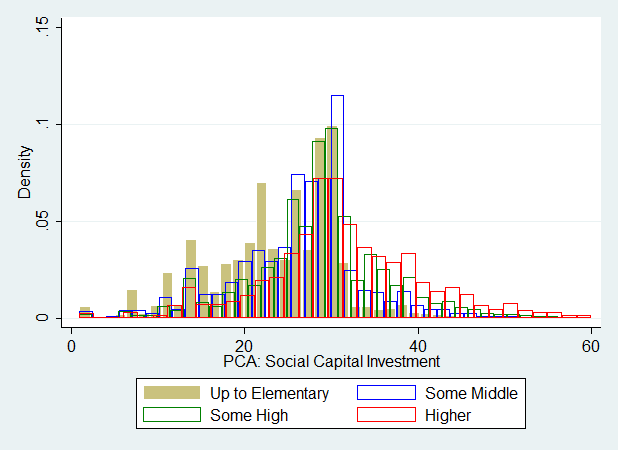 .15
.1
.05
0
Density
0 20 40 60
PCA: Social Capital Investment
Up to Elementary Some Middle
Some High Higher